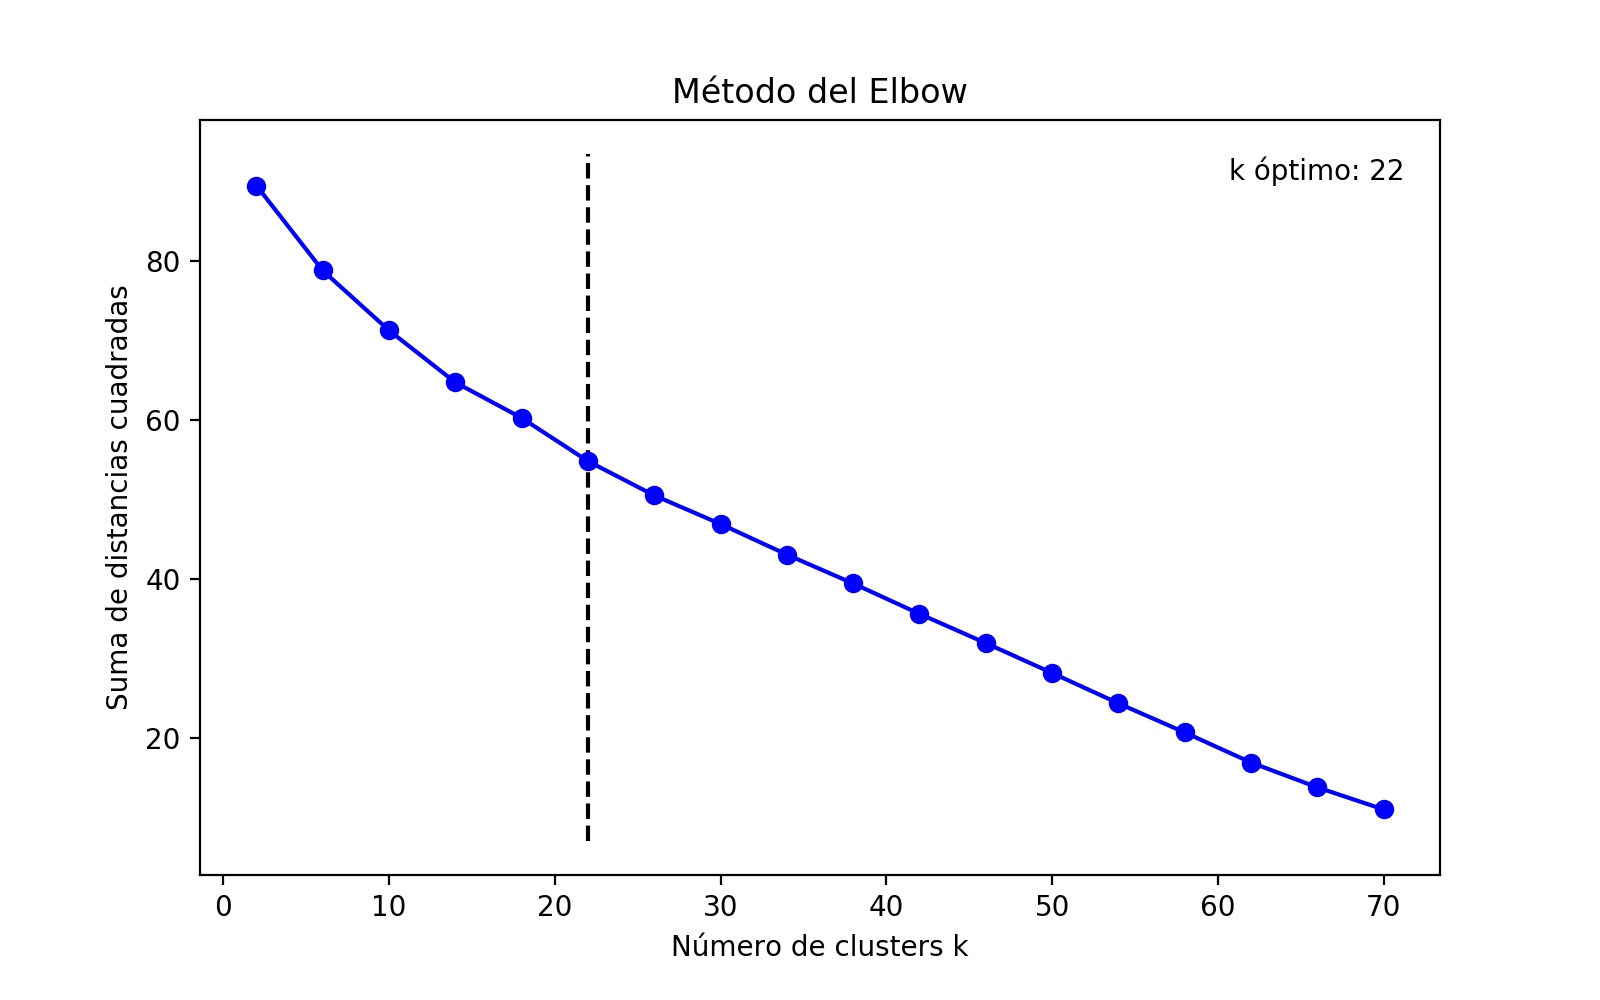 Método del Elbow
k óptimo: 22
Suma de distancias cuadradas
80
60
40
20
0 10 20 30 40 50 60 70
Número de clusters k